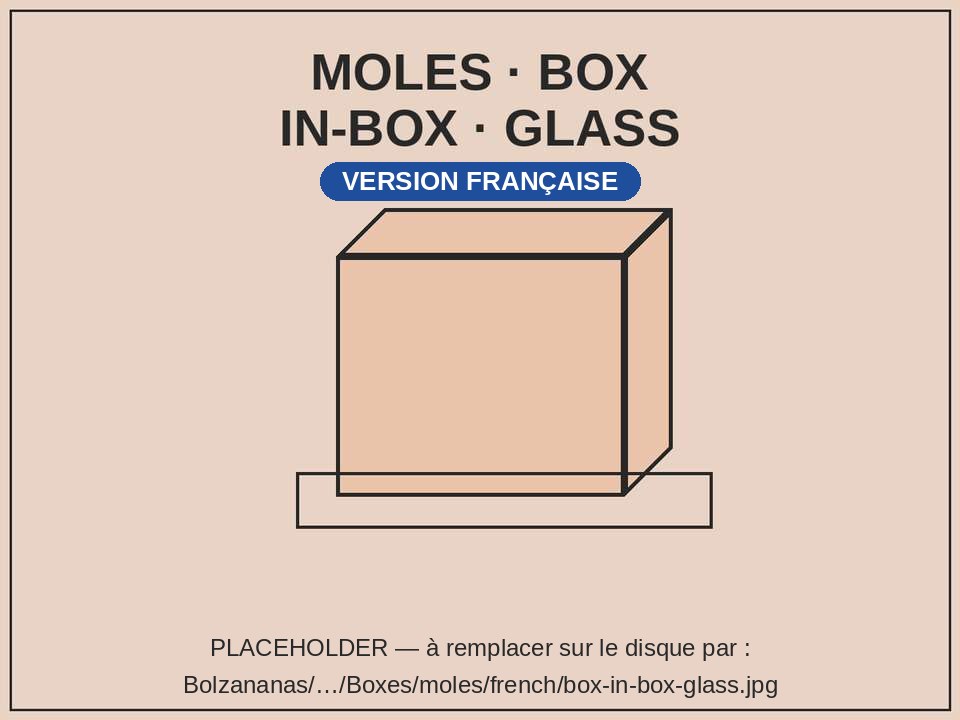 MOLES · BOX
IN-BOX · GLASS
VERSION FRANÇAISE
PLACEHOLDER — à remplacer sur le disque par :
Bolzananas/…/Boxes/moles/french/box-in-box-glass.jpg